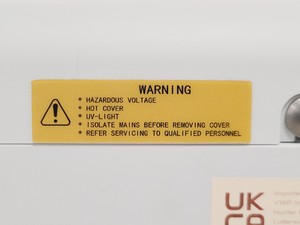 WARNING
* HAZARDOUS VOLTAGE
* HOT COVER
* UV-LIGHT
* ISOLATE MAINS BEFORE REMOVING COVER
* REFER SERVICING TO QUALIFIED PERSONNEL
UK
CA